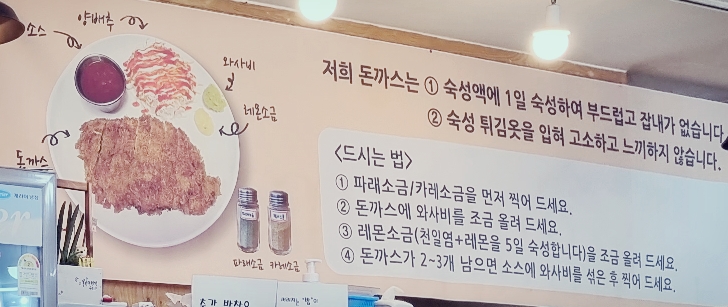 양배추
소스
와사비
레몬소금
돈까스
파래소금 카레소금
저희 돈까스는 ① 숙성액에 1일 숙성하여 부드럽고 잡내가 없습니다.
② 숙성 튀김옷을 입혀 고소하고 느끼하지 않습니다.
<드시는 법>
① 파래소금/카레소금을 먼저 찍어 드세요.
② 돈까스에 와사비를 조금 올려 드세요.
③ 레몬소금(천일염+레몬을 5일 숙성합니다)을 조금 올려 드세요.
④ 돈까스가 2~3개 남으면 소스에 와사비를 섞은 후 찍어 드세요.